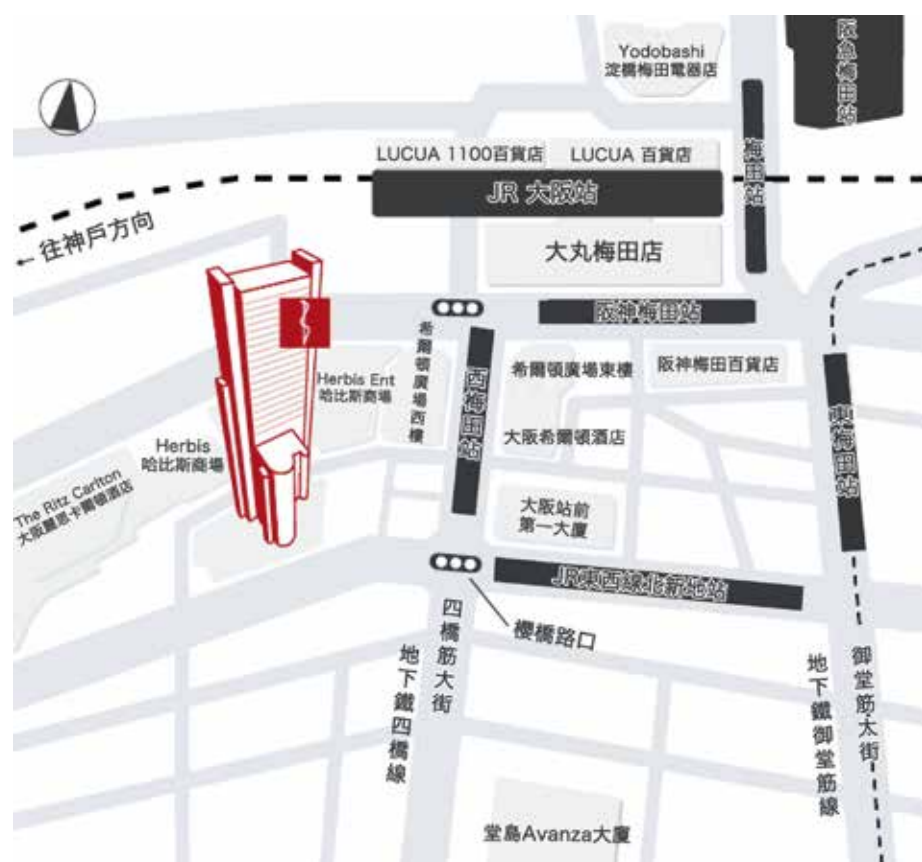 Yodobashi
淀橋梅田電器店
阪急梅田站
梅田站
LUCUA 1100百貨店
LUCUA 百貨店
JR 大阪站
←往神戶方向
大丸梅田店
阪神梅田站
希爾頓廣場西樓
西梅田站
希爾頓廣場東樓
阪神梅田百貨店
Herbis Ent
哈比斯商場
大阪希爾頓酒店
東梅田站
Herbis
哈比斯商場
The Ritz Carlton
大阪麗思卡爾頓酒店
大阪站前
第一大廈
JR東西線北新地站
櫻橋路口
四橋筋大街
地下鐵四橋線
地下鐵御堂筋線
御堂筋大街
堂島Avanza大廈